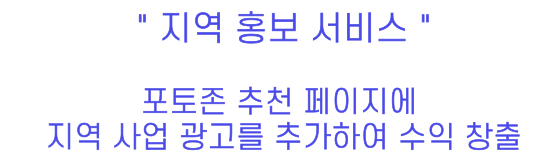 " 지역 홍보 서비스 "
포토존 추천 페이지에
지역 사업 광고를 추가하여 수익 창출